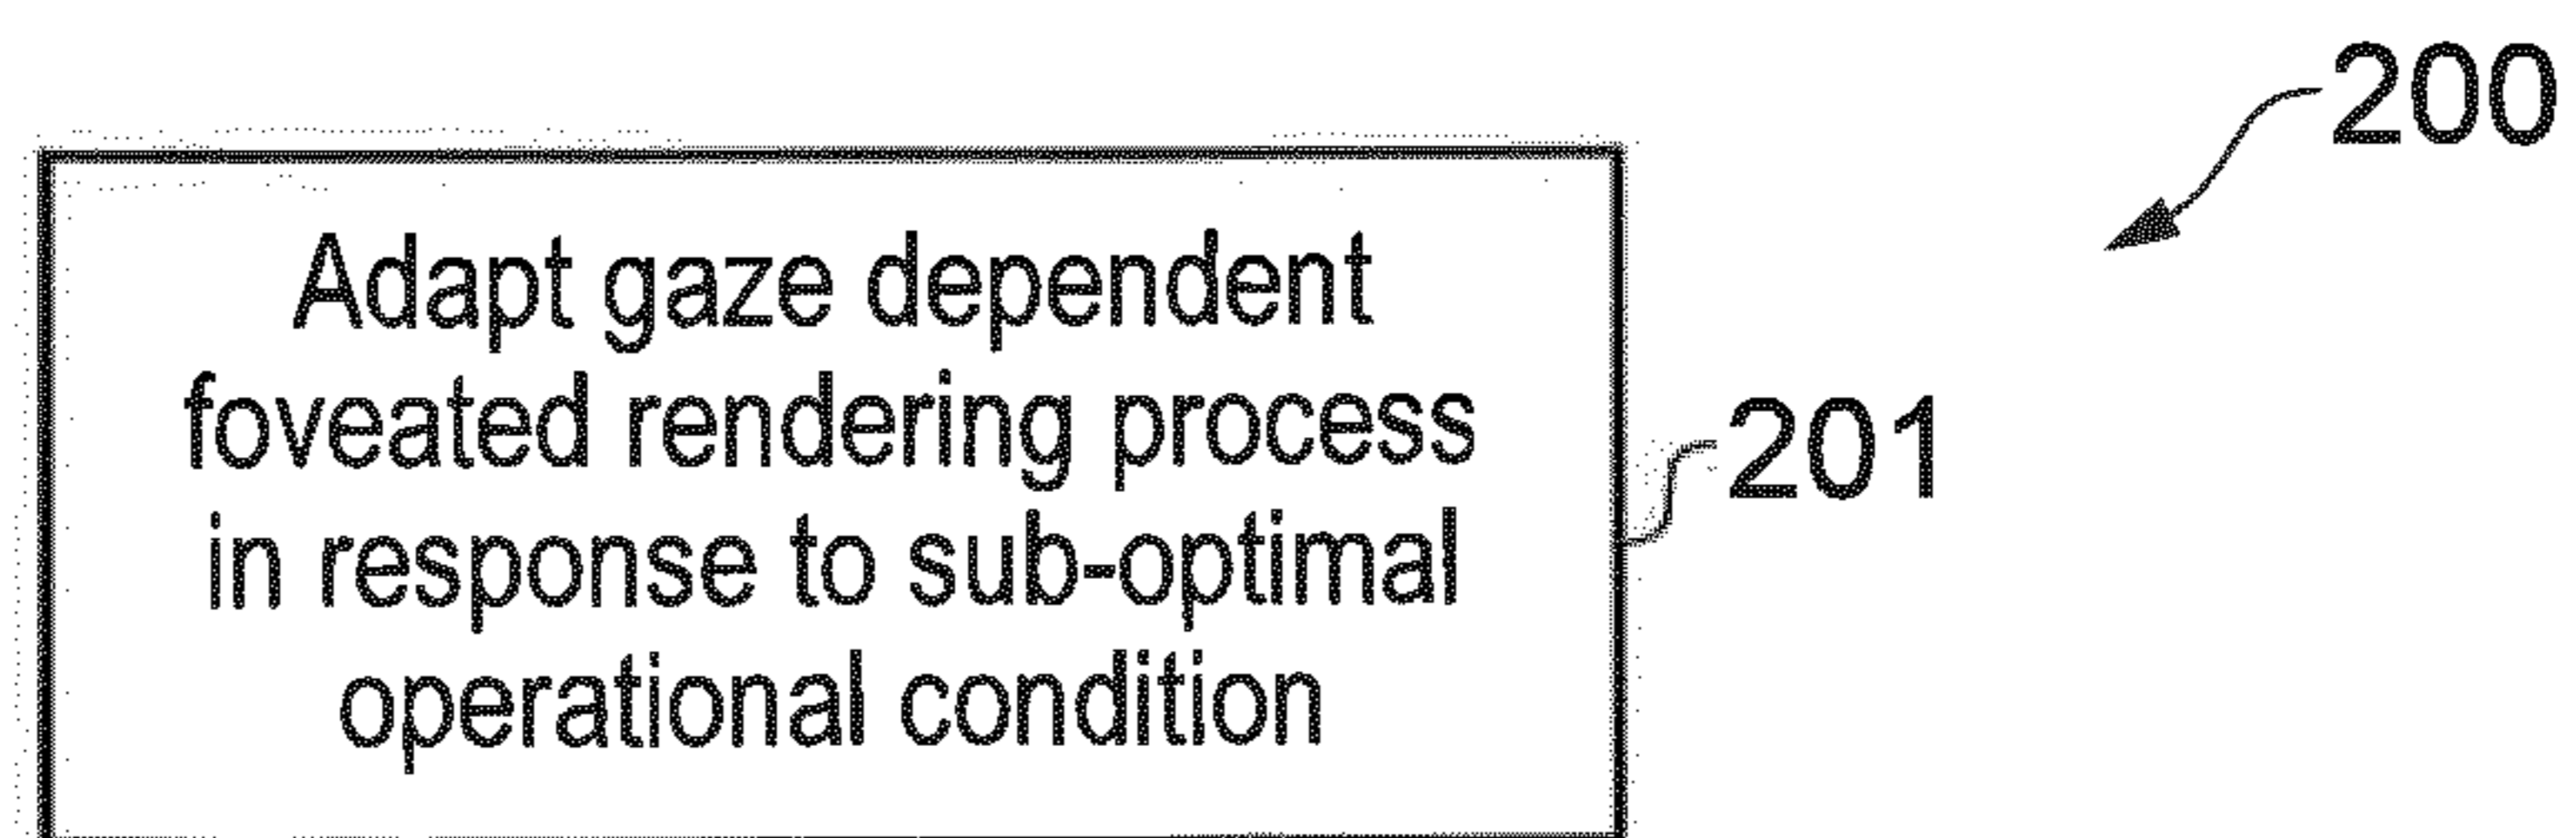 200
Adapt gaze dependent
foveated rendering process
in response to sub-optimal
operational condition
201